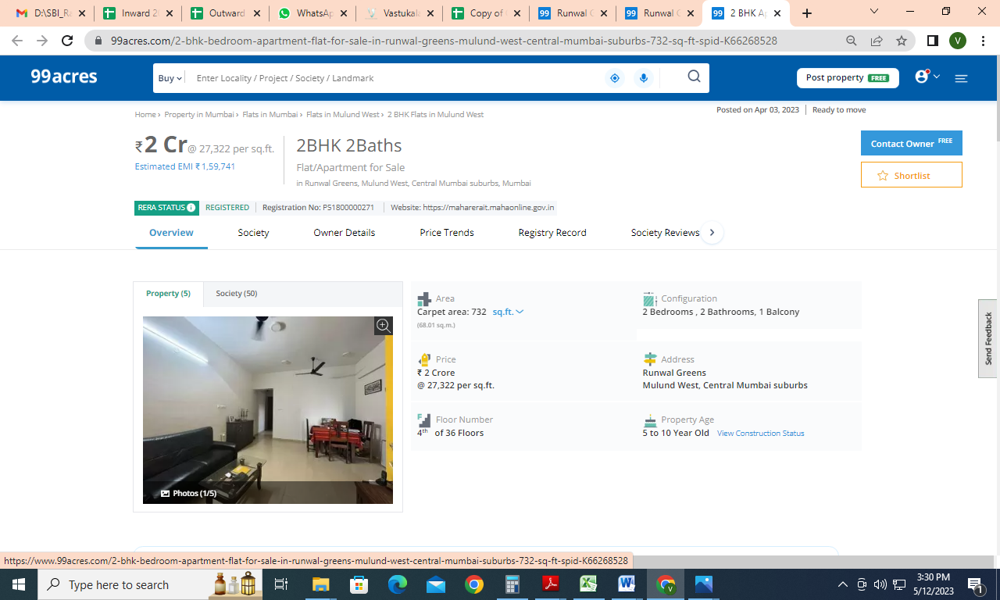 D:\SBI_Ra
Inward 2
Outward
WhatsAp
Vastukala
Copy of
Runwal G
Runwal G
2 BHK Ap
99acres.com/2-bhk-bedroom-apartment-flat-for-sale-in-runwal-greens-mulund-west-central-mumbai-suburbs-732-sq-ft-spid-K66268528
V
99acres
Buy
Enter Locality / Project / Society / Landmark
Post property FREE
Posted on Apr 03, 2023 | Ready to move
Home › Property in Mumbai › Flats in Mumbai › Flats in Mulund West › 2 BHK Flats in Mulund West
₹ 2 Cr @ 27,322 per sq.ft.
Estimated EMI ₹ 1,59,741
2BHK 2Baths
Flat/Apartment for Sale
in Runwal Greens, Mulund West, Central Mumbai suburbs, Mumbai
Contact Owner FREE
Shortlist
RERA STATUS REGISTERED | Registration No: P51800000271 | Website: https://maharerait.mahaonline.gov.in
Overview Society Owner Details Price Trends Registry Record Society Reviews
Property (5) Society (50)
Photos (1/5)
Area
Carpet area: 732 sq.ft.
(68.01 sq.m.)
Configuration
2 Bedrooms , 2 Bathrooms, 1 Balcony
Price
₹ 2 Crore
@ 27,322 per sq.ft.
Address
Runwal Greens
Mulund West, Central Mumbai suburbs
Floor Number
4th of 36 Floors
Property Age
5 to 10 Year Old View Construction Status
Send Feedback
https://www.99acres.com/2-bhk-bedroom-apartment-flat-for-sale-in-runwal-greens-mulund-west-central-mumbai-suburbs-732-sq-ft-spid-K66268528
Type here to search
3:30 PM
5/12/2023
1